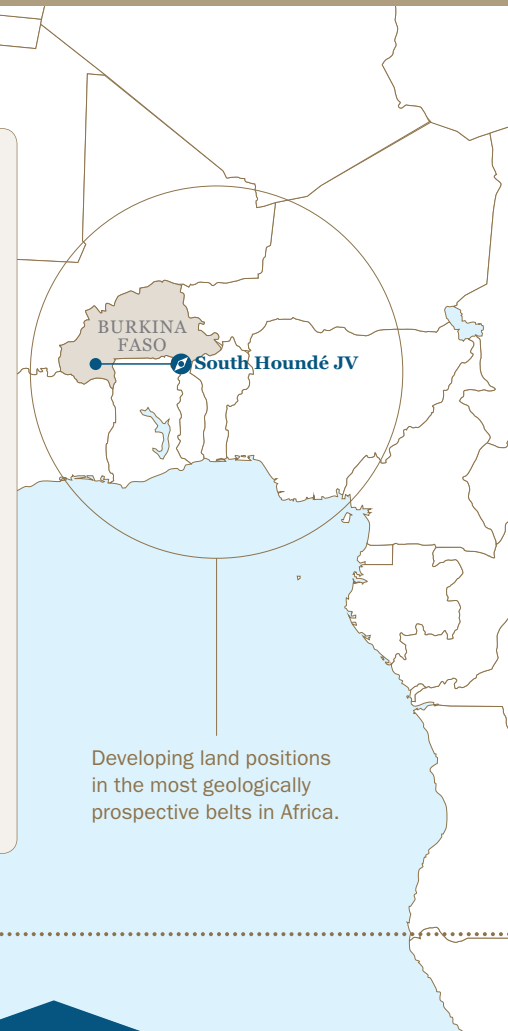 BURKINA
FASO
South Houndé JV
Developing land positions
in the most geologically
prospective belts in Africa.